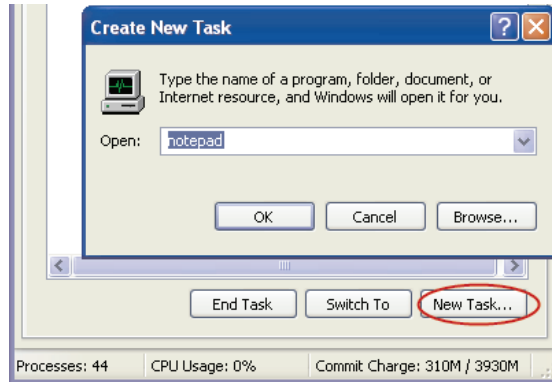 Create New Task
Type the name of a program, folder, document, or
Internet resource, and Windows will open it for you.
Open: notepad
OK Cancel Browse...
End Task Switch To New Task...
Processes: 44 CPU Usage: 0% Commit Charge: 310M / 3930M